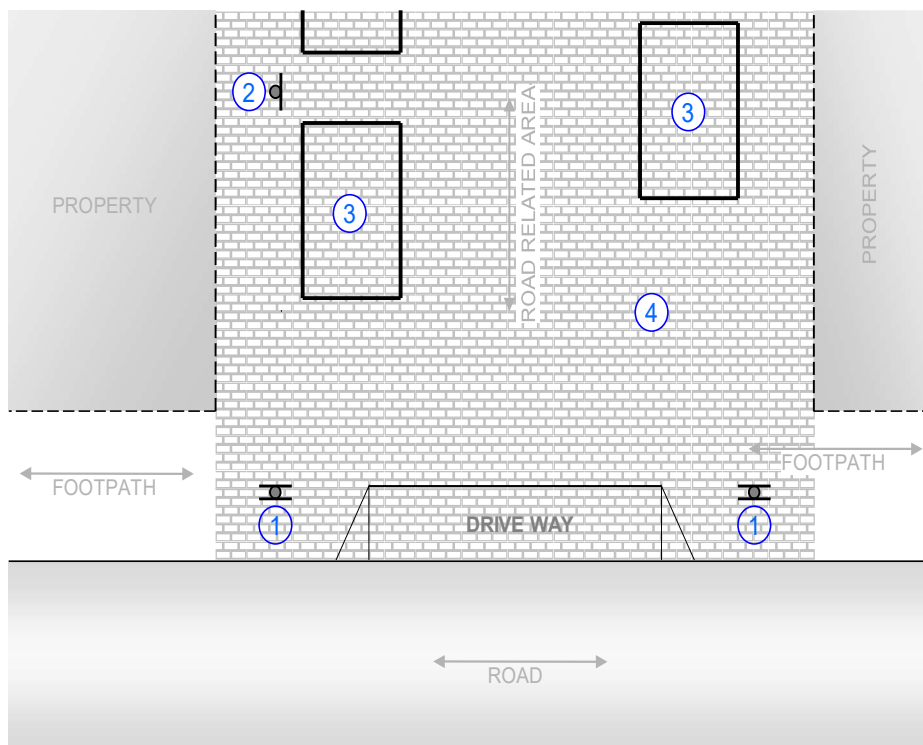 2
3
ROAD RELATED AREA
3
PROPERTY
PROPERTY
4
FOOTPATH
FOOTPATH
1
DRIVE WAY
1
ROAD